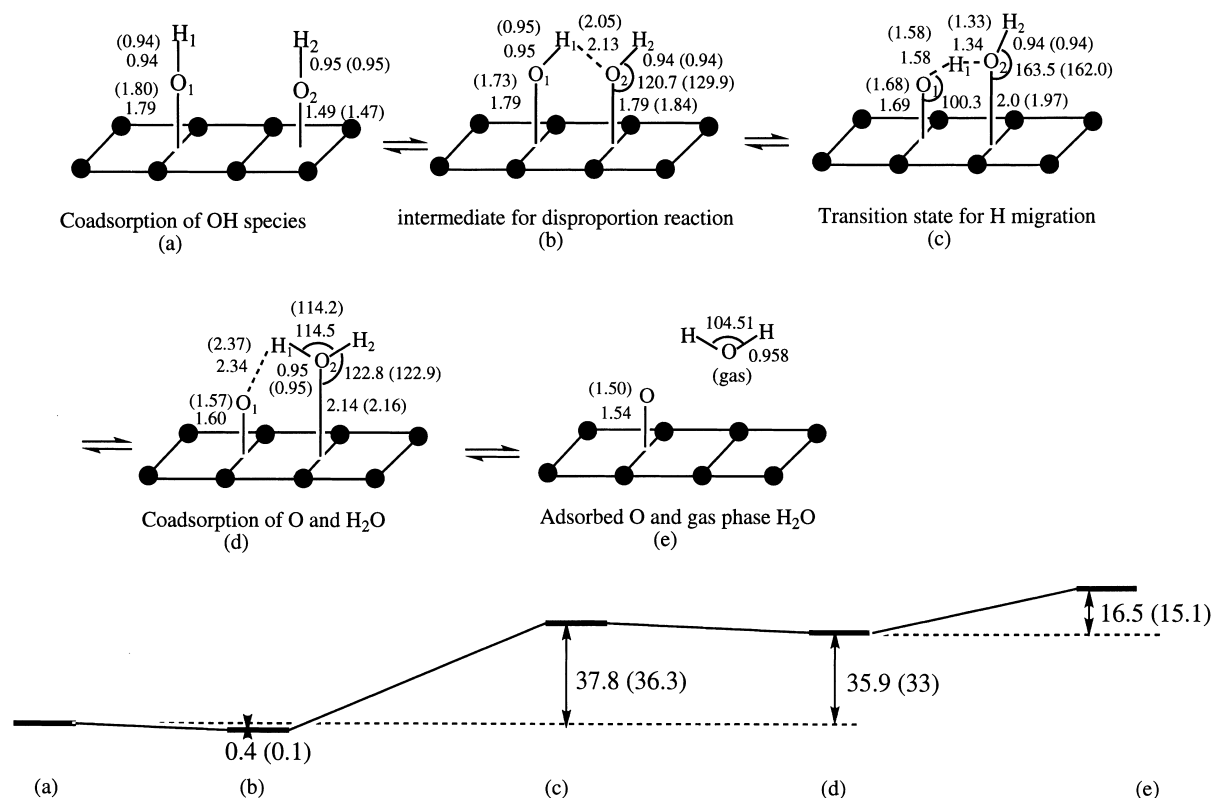 H1
(0.94)
0.94
O1
(1.80)
1.79
H2
0.95 (0.95)
O2
1.49 (1.47)
Coadsorption of OH species
(a)
(0.95)
0.95
H1
(2.05)
2.13
H2
0.94 (0.94)
O1
O2
120.7 (129.9)
(1.73)
1.79
1.79 (1.84)
intermediate for disproportion reaction
(b)
(1.58)
1.58
(1.33)
1.34
H2
H1
O2
0.94 (0.94)
163.5 (162.0)
(1.68)
1.69
O1
100.3
2.0 (1.97)
Transition state for H migration
(c)
(114.2)
114.5
(2.37)
2.34
H1
H2
O2
0.95
(0.95)
122.8 (122.9)
(1.57)
1.60
O1
2.14 (2.16)
Coadsorption of O and H2O
(d)
104.51
H
H
O
0.958
(gas)
(1.50)
1.54
O
Adsorbed O and gas phase H2O
(e)
16.5 (15.1)
37.8 (36.3)
35.9 (33)
0.4 (0.1)
(a)
(b)
(c)
(d)
(e)